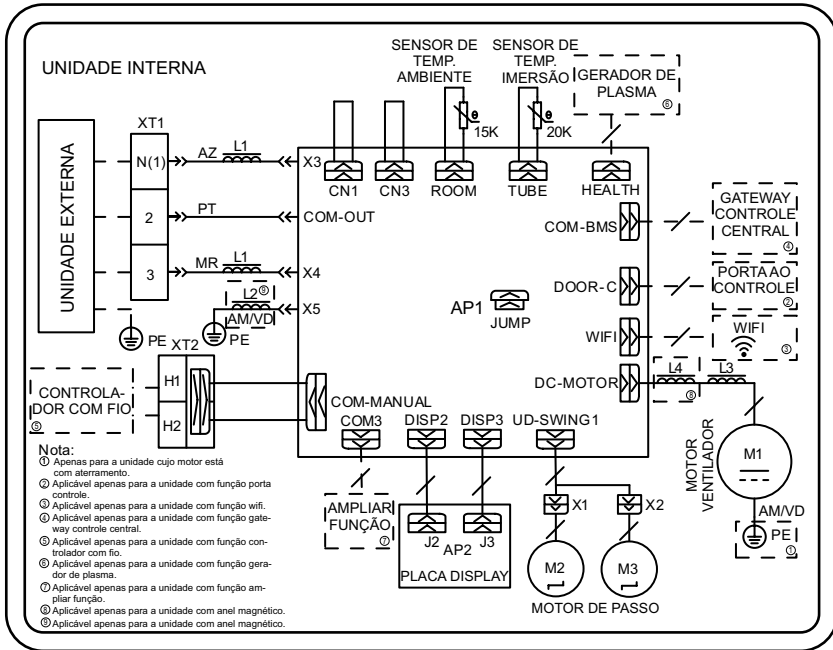 UNIDADE INTERNA
SENSOR DE
TEMP.
AMBIENTE
SENSOR DE
TEMP.
IMERSÃO
GERADOR DE
PLASMA
⑥
θ
15K
θ
20K
UNIDADE EXTERNA
XT1
N(1)
2
3
AZ
L1
X3
PT
COM-OUT
MR
L1
X4
L2
⑨
AM/VD
X5
PE
PE
CN1
CN3
ROOM
TUBE
HEALTH
COM-BMS
GATEWAY
CONTROLE
CENTRAL
④
DOOR-C
PORTA AO
CONTROLE
②
AP1
JUMP
WIFI
WIFI
③
DC-MOTOR
L4
⑧
L3
XT2
H1
H2
CONTROLA-
DOR COM FIO
⑤
COM-MANUAL
COM3
DISP2
DISP3
UD-SWING1
MOTOR
VENTILADOR
M1
AM/VD
PE
①
AMPLIAR
FUNÇÃO
⑦
J2
J3
AP2
PLACA DISPLAY
X1
X2
M2
M3
MOTOR DE PASSO
Nota:
① Apenas para a unidade cujo motor está
com aterramento.
② Aplicável apenas para a unidade com função porta
controle.
③ Aplicável apenas para a unidade com função wifi.
④ Aplicável apenas para a unidade com função gate-
way controle central.
⑤ Aplicável apenas para a unidade com função con-
trolador com fio.
⑥ Aplicável apenas para a unidade com função gera-
dor de plasma.
⑦ Aplicável apenas para a unidade com função am-
pliar função.
⑧ Aplicável apenas para a unidade com anel magnético.
⑨ Aplicável apenas para a unidade com anel magnético.